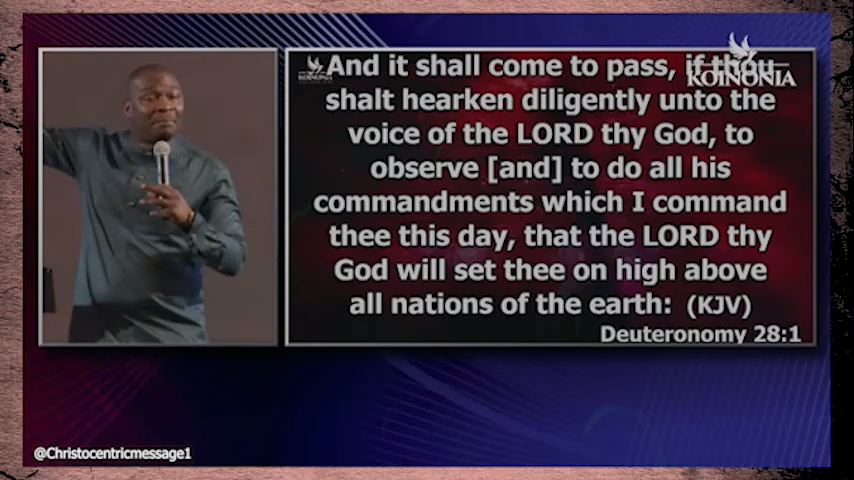 And it shall come to pass, if thou
shalt hearken diligently unto the
voice of the LORD thy God, to
observe [and] to do all his
commandments which I command
thee this day, that the LORD thy
God will set thee on high above
all nations of the earth: (KJV)
Deuteronomy 28:1
KOINONIA
KOINONIA
@Christocentricmessage1